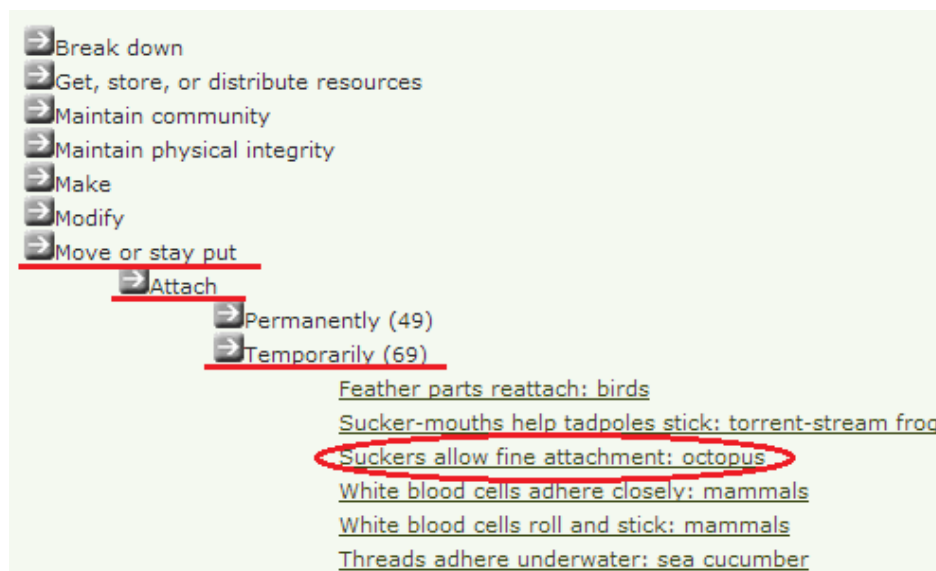 Break down
Get, store, or distribute resources
Maintain community
Maintain physical integrity
Make
Modify
Move or stay put
Attach
Permanently (49)
Temporarily (69)
Feather parts reattach: birds
Sucker-mouths help tadpoles stick: torrent-stream frog
Suckers allow fine attachment: octopus
White blood cells adhere closely: mammals
White blood cells roll and stick: mammals
Threads adhere underwater: sea cucumber